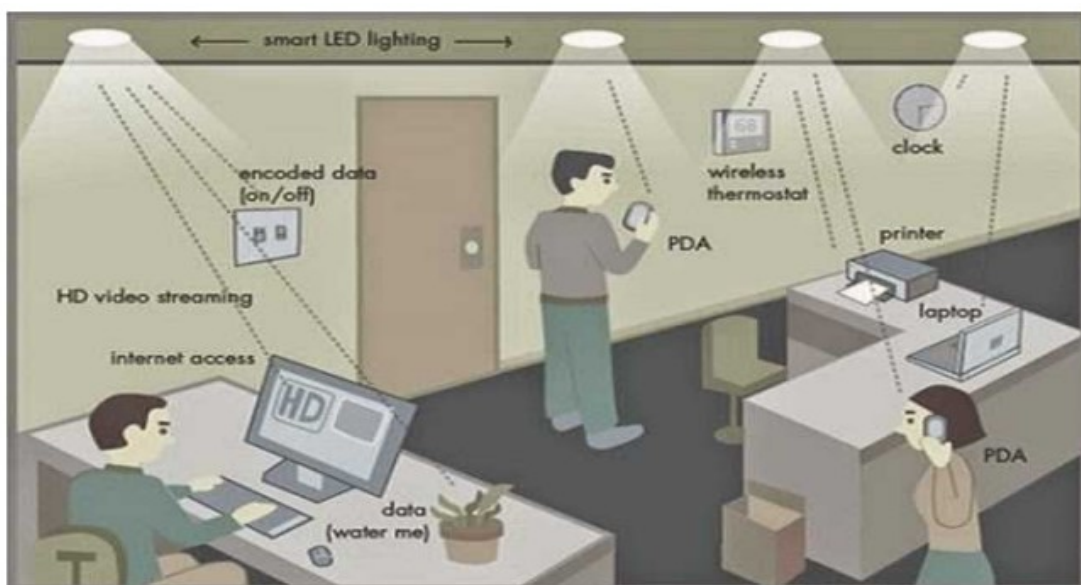 smart LED lighting
encoded data
(on/off)
68
wireless
thermostat
clock
PDA
printer
HD video streaming
laptop
internet access
HD
PDA
data
(water me)